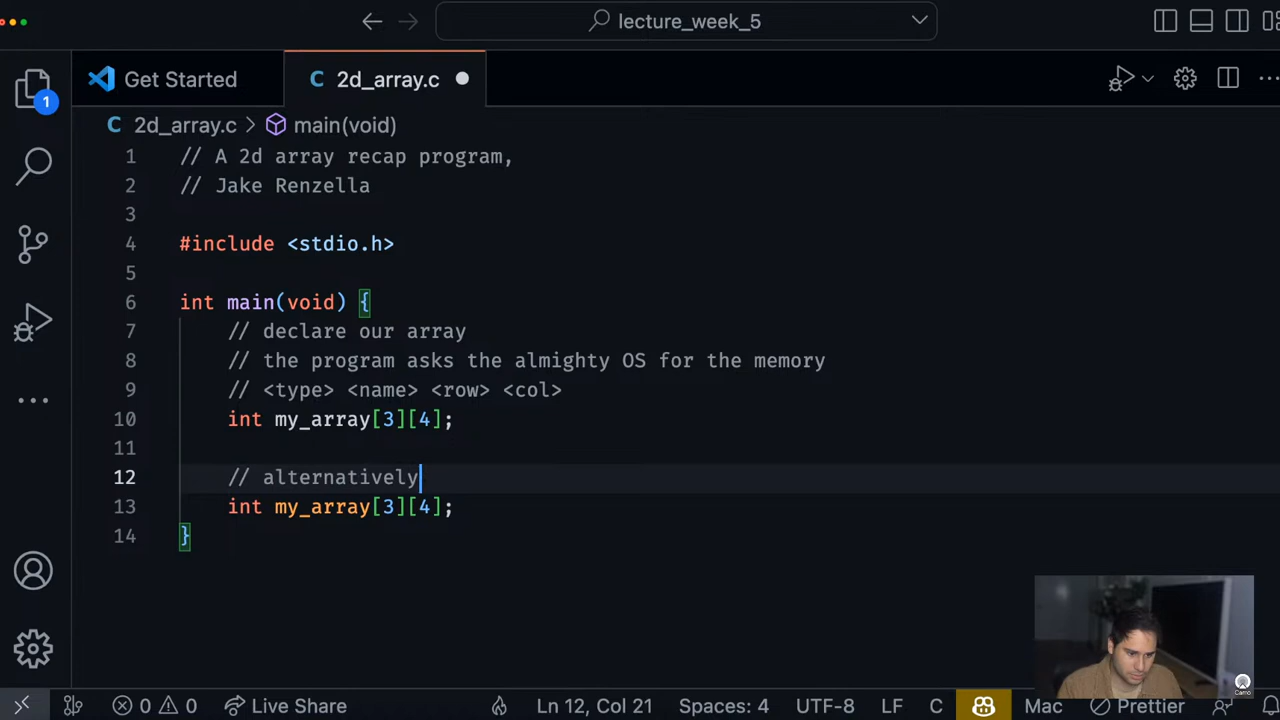 lecture_week_5
Get Started
C 2d_array.c
1
C 2d_array.c > main(void)
1 // A 2d array recap program,
2 // Jake Renzella
3
4 #include <stdio.h>
5
6 int main(void) {
7 // declare our array
8 // the program asks the almighty OS for the memory
9 // <type> <name> <row> <col>
10 int my_array[3][4];
11
12 // alternatively
13 int my_array[3][4];
14 }
0 0 Live Share Ln 12, Col 21 Spaces: 4 UTF-8 LF C Mac Prettier